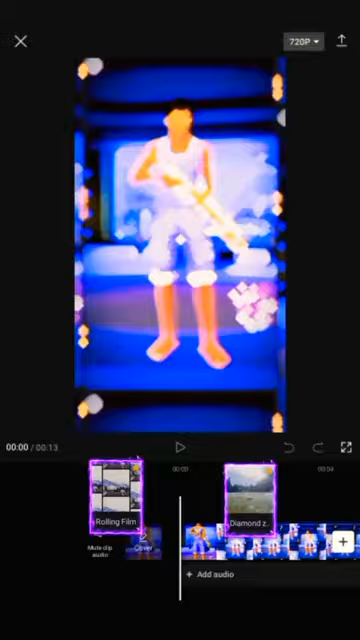 720P
00:00 / 00:13
00:00
00:04
Rolling Film
Diamond z..
Mute clip
audio
Cover
+ Add audio